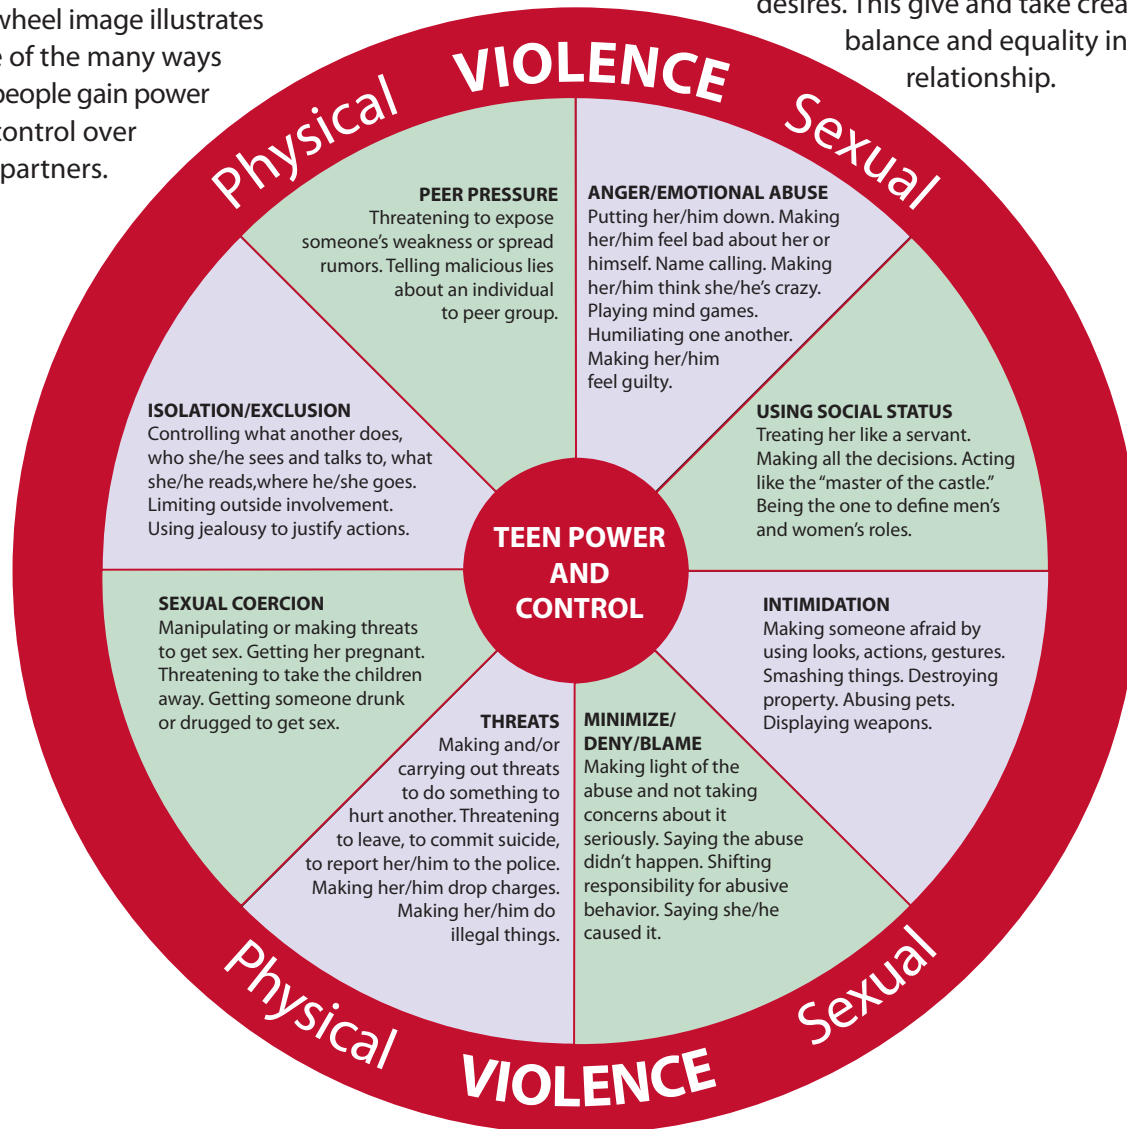 wheel image illustrates
of the many ways
people gain power
control over
partners.
desires. This give and take
balance and equality in
relationship.
Physical VIOLENCE Sexual
PEER PRESSURE
Threatening to expose
someone's weakness or spread
rumors. Telling malicious lies
about an individual
to peer group.
ANGER/EMOTIONAL ABUSE
Putting her/him down. Making
her/him feel bad about her or
himself. Name calling. Making
her/him think she/he's crazy.
Playing mind games.
Humiliating one another.
Making her/him
feel guilty.
ISOLATION/EXCLUSION
Controlling what another does,
who she/he sees and talks to, what
she/he reads,where he/she goes.
Limiting outside involvement.
Using jealousy to justify actions.
USING SOCIAL STATUS
Treating her like a servant.
Making all the decisions. Acting
like the "master of the castle."
Being the one to define men's
and women's roles.
TEEN POWER
AND
CONTROL
SEXUAL COERCION
Manipulating or making threats
to get sex. Getting her pregnant.
Threatening to take the children
away. Getting someone drunk
or drugged to get sex.
INTIMIDATION
Making someone afraid by
using looks, actions, gestures.
Smashing things. Destroying
property. Abusing pets.
Displaying weapons.
THREATS
Making and/or
carrying out threats
to do something to
hurt another. Threatening
to leave, to commit suicide,
to report her/him to the police.
Making her/him drop charges.
Making her/him do
illegal things.
MINIMIZE/
DENY/BLAME
Making light of the
abuse and not taking
concerns about it
seriously. Saying the abuse
didn't happen. Shifting
responsibility for abusive
behavior. Saying she/he
caused it.
Physical VIOLENCE Sexual